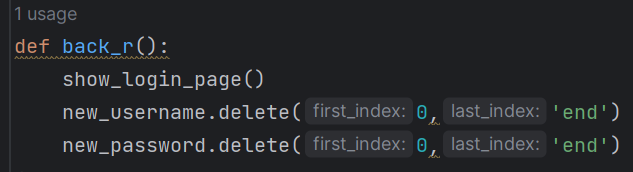 1 usage
def back_r():
show_login_page()
new_username.delete( first_index: 0, last_index: 'end')
new_password.delete( first_index: 0, last_index: 'end')